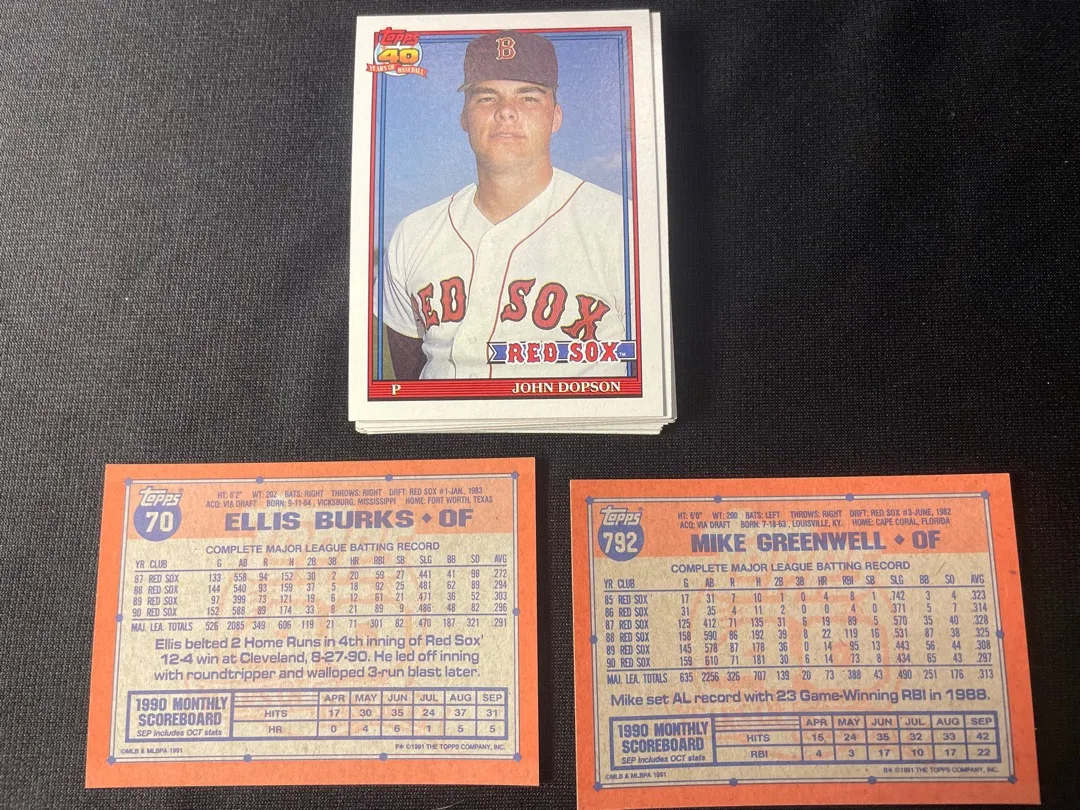 Topps
40
YEARS OF BASEBALL
B
RED SOX
RED SOX™
P JOHN DOPSON
Topps
70
HT: 6'2" WT: 202 BATS: RIGHT THROWS: RIGHT DRFT: RED SOX #1-JAN., 1983
ACQ: VIA DRAFT BORN: 9-11-64, VICKSBURG, MISSISSIPPI HOME: FORT WORTH, TEXAS
ELLIS BURKS ◆ OF
COMPLETE MAJOR LEAGUE BATTING RECORD
YR CLUB G AB R H 2B 3B HR RBI SB SLG BB SO AVG
87 RED SOX 133 558 94 152 30 2 20 59 27 .441 41 98 .272
88 RED SOX 144 540 93 159 37 5 18 92 25 .481 62 89 .294
89 RED SOX 97 399 73 121 19 6 12 61 21 .471 36 52 .303
90 RED SOX 152 588 89 174 33 8 21 89 9 .486 48 82 .296
MAJ. LEA. TOTALS 526 2085 349 606 119 21 71 301 82 .470 187 321 .291
Ellis belted 2 Home Runs in 4th inning of Red Sox'
12-4 win at Cleveland, 8-27-90. He led off inning
with roundtripper and walloped 3-run blast later.
1990 MONTHLY
SCOREBOARD
SEP Includes OCT stats
APR MAY JUN JUL AUG SEP
HITS 17 30 35 24 37 31
HR 0 4 6 1 5 5
©MLB & MLBPA 1991
F* ©1991 THE TOPPS COMPANY, INC.
Topps
792
HT: 6'0" WT: 200 BATS: LEFT THROWS: RIGHT DRFT: RED SOX #3-JUNE, 1982
ACQ: VIA DRAFT BORN: 7-18-63, LOUISVILLE, KY. HOME: CAPE CORAL, FLORIDA
MIKE GREENWELL ◆ OF
COMPLETE MAJOR LEAGUE BATTING RECORD
YR CLUB G AB R H 2B 3B HR RBI SB SLG BB SO AVG
85 RED SOX 17 31 7 10 1 0 4 8 1 .742 3 4 .323
86 RED SOX 31 35 4 11 2 0 0 4 0 .371 5 7 .314
87 RED SOX 125 412 71 135 31 6 19 89 5 .570 35 40 .328
88 RED SOX 158 590 86 192 39 8 22 119 16 .531 87 38 .325
89 RED SOX 145 578 87 178 36 0 14 95 13 .443 56 44 .308
90 RED SOX 159 610 71 181 30 6 14 73 8 .434 65 43 .297
MAJ. LEA. TOTALS 635 2256 326 707 139 20 73 388 43 .490 251 176 .313
Mike set AL record with 23 Game-Winning RBI in 1988.
1990 MONTHLY
SCOREBOARD
SEP Includes OCT stats
APR MAY JUN JUL AUG SEP
HITS 15 24 35 32 33 42
RBI 4 3 17 10 17 22
©MLB & MLBPA 1991
B* ©1991 THE TOPPS COMPANY, INC.